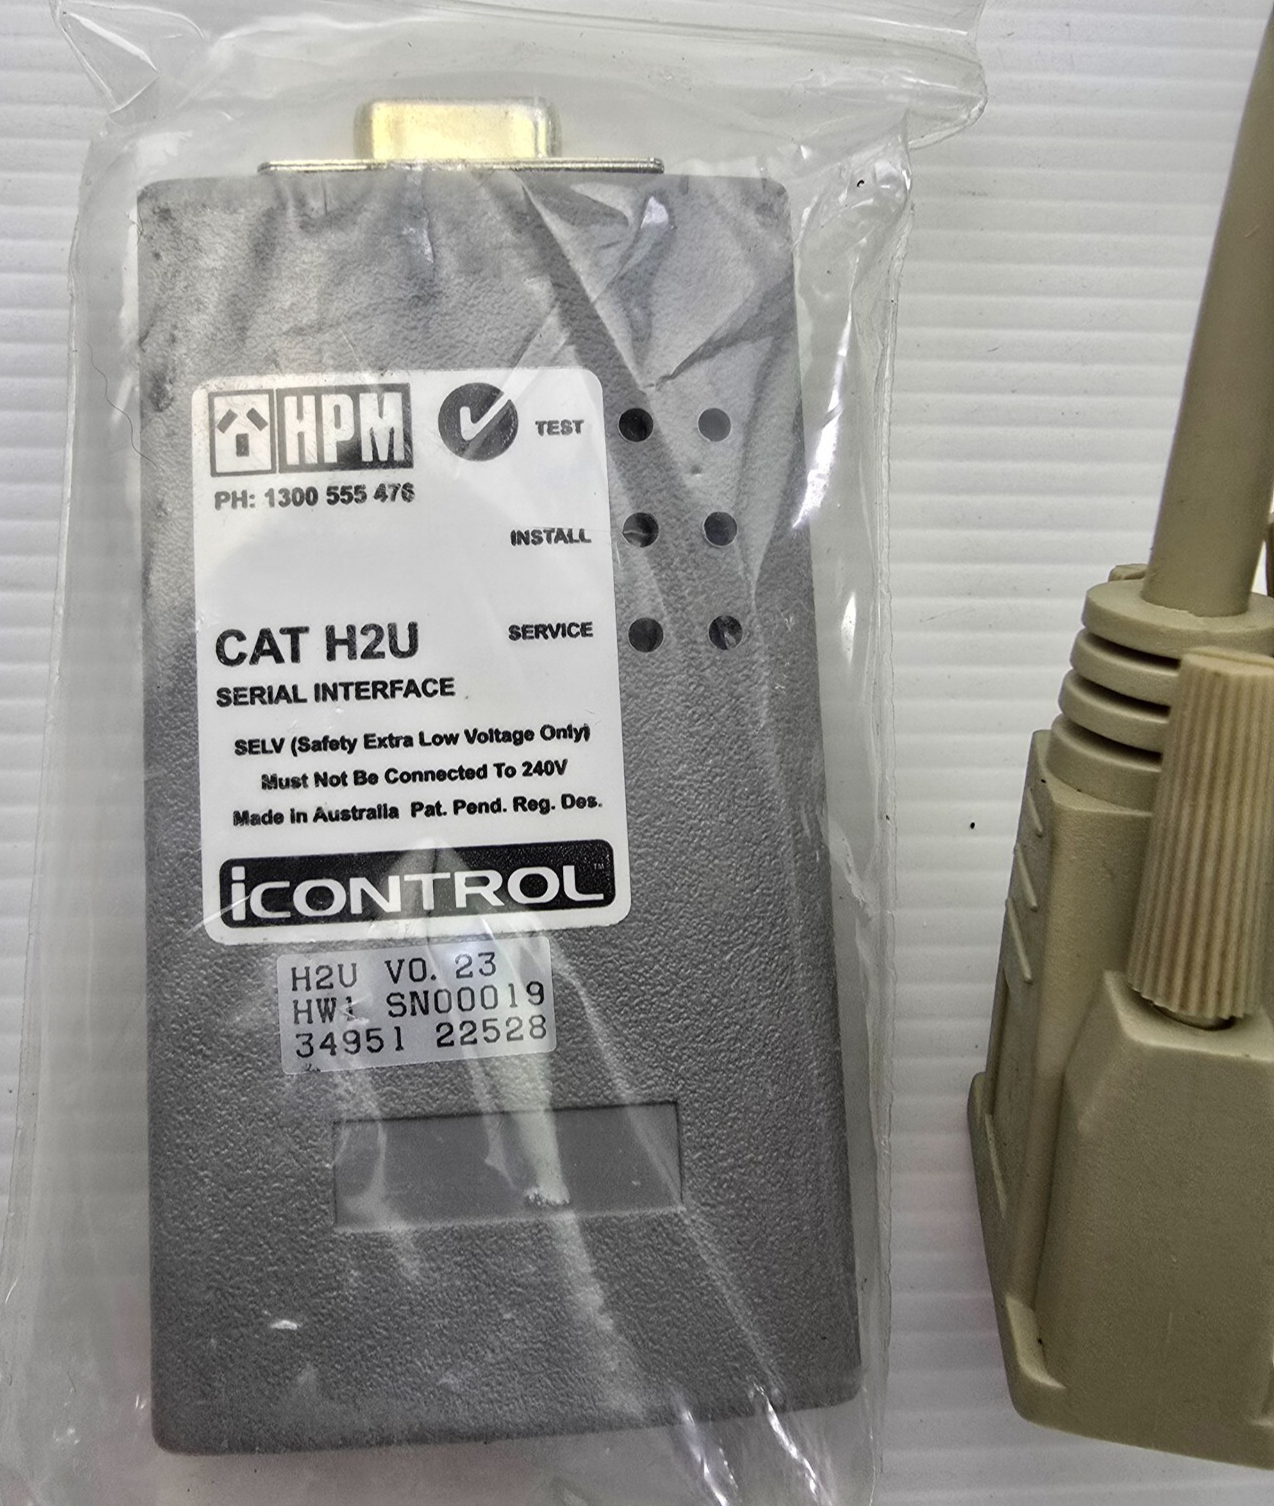 HPM
TEST
PH: 1300 555 476
INSTALL
CAT H2U
SERVICE
SERIAL INTERFACE
SELV (Safety Extra Low Voltage Only)
Must Not Be Connected To 240V
Made in Australia Pat. Pend. Reg. Des.
iCONTROL™
H2U V0.23
HW1 SN00019
34951 22528